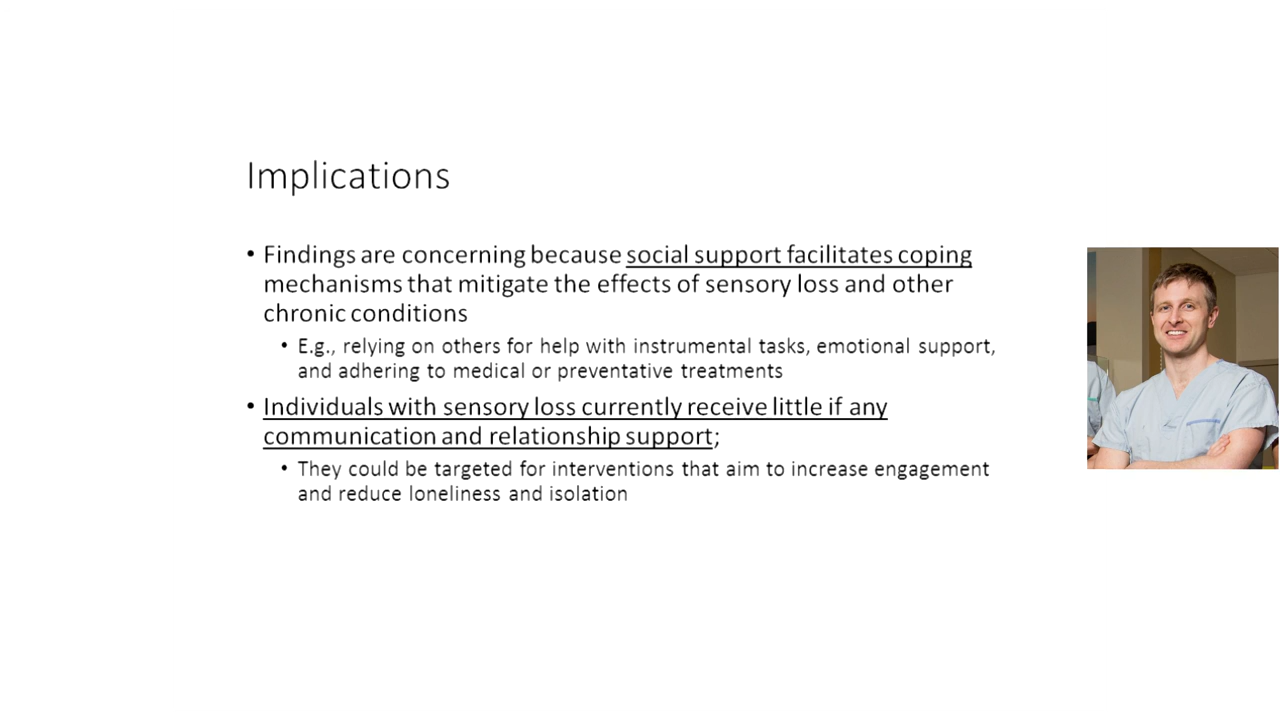 Implications
• Findings are concerning because social support facilitates coping
mechanisms that mitigate the effects of sensory loss and other
chronic conditions
• E.g., relying on others for help with instrumental tasks, emotional support,
and adhering to medical or preventative treatments
• Individuals with sensory loss currently receive little if any
communication and relationship support;
• They could be targeted for interventions that aim to increase engagement
and reduce loneliness and isolation